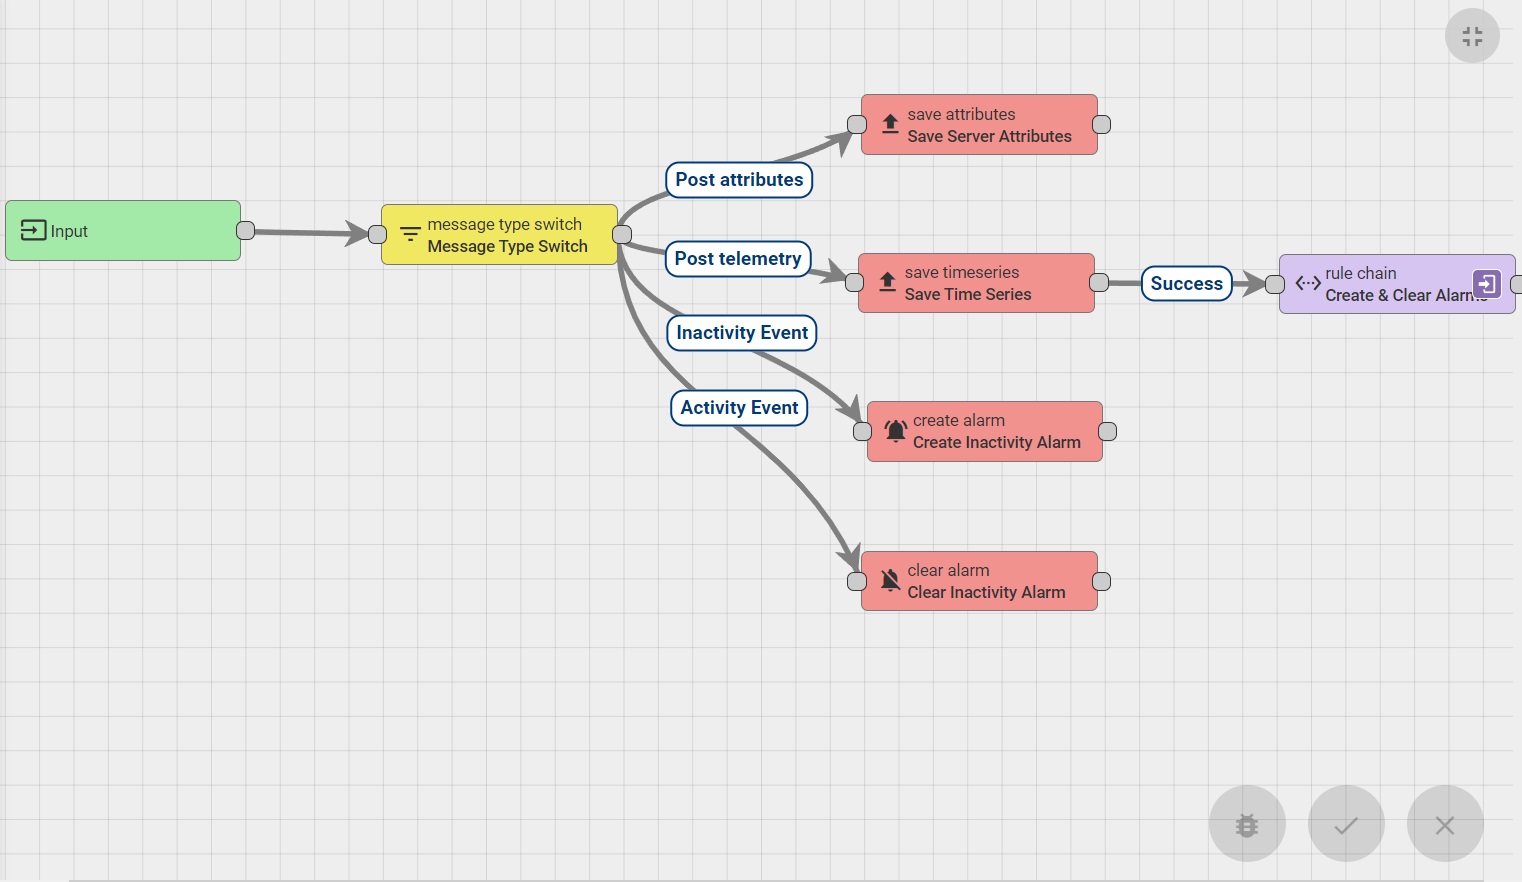 Input
message type switch
Message Type Switch
Post attributes
save attributes
Save Server Attributes
Post telemetry
save timeseries
Save Time Series
Success
rule chain
Create & Clear Alarm
Inactivity Event
create alarm
Create Inactivity Alarm
Activity Event
clear alarm
Clear Inactivity Alarm